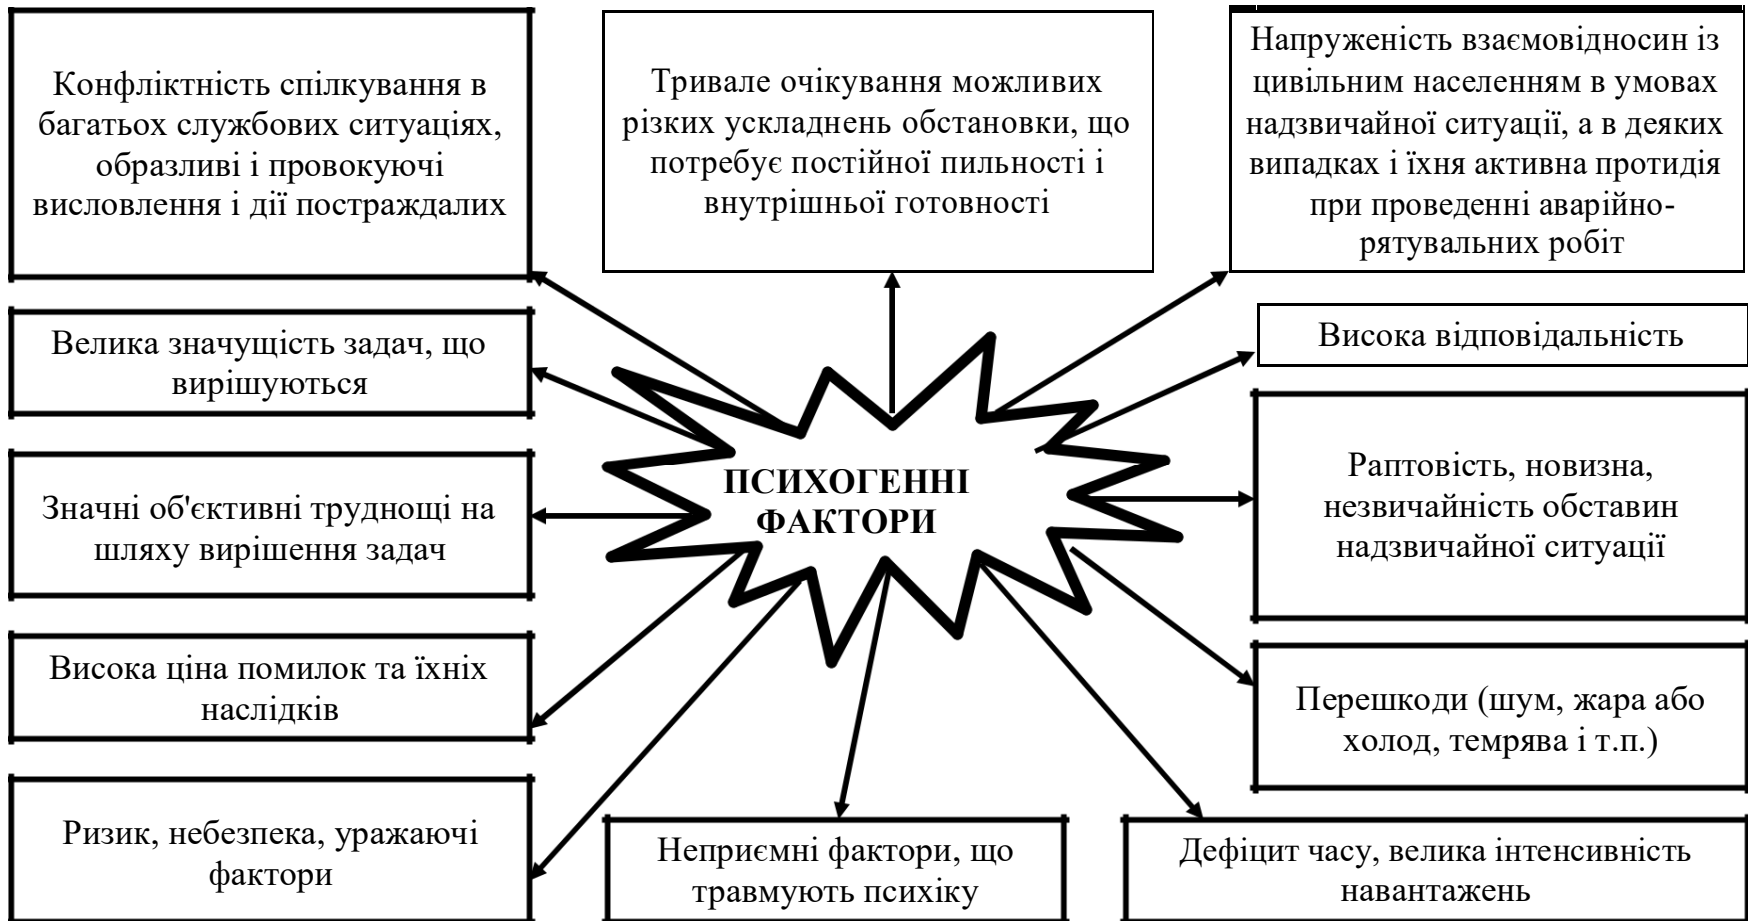 Конфліктність спілкування в
багатьох службових ситуаціях,
образливі і провокуючі
висловлення і дії постраждалих
Тривале очікування можливих
різких ускладнень обстановки, що
потребує постійної пильності і
внутрішньої готовності
Напруженість взаємовідносин із
цивільним населенням в умовах
надзвичайної ситуації, а в деяких
випадках і їхня активна протидія
при проведенні аварійно-
рятувальних робіт
Велика значущість задач, що
вирішуються
Висока відповідальність
Значні об'єктивні труднощі на
шляху вирішення задач
ПСИХОГЕННІ
ФАКТОРИ
Раптовість, новизна,
незвичайність обставин
надзвичайної ситуації
Висока ціна помилок та їхніх
наслідків
Перешкоди (шум, жара або
холод, темрява і т.п.)
Ризик, небезпека, уражаючі
фактори
Неприємні фактори, що
травмують психіку
Дефіцит часу, велика інтенсивність
навантажень